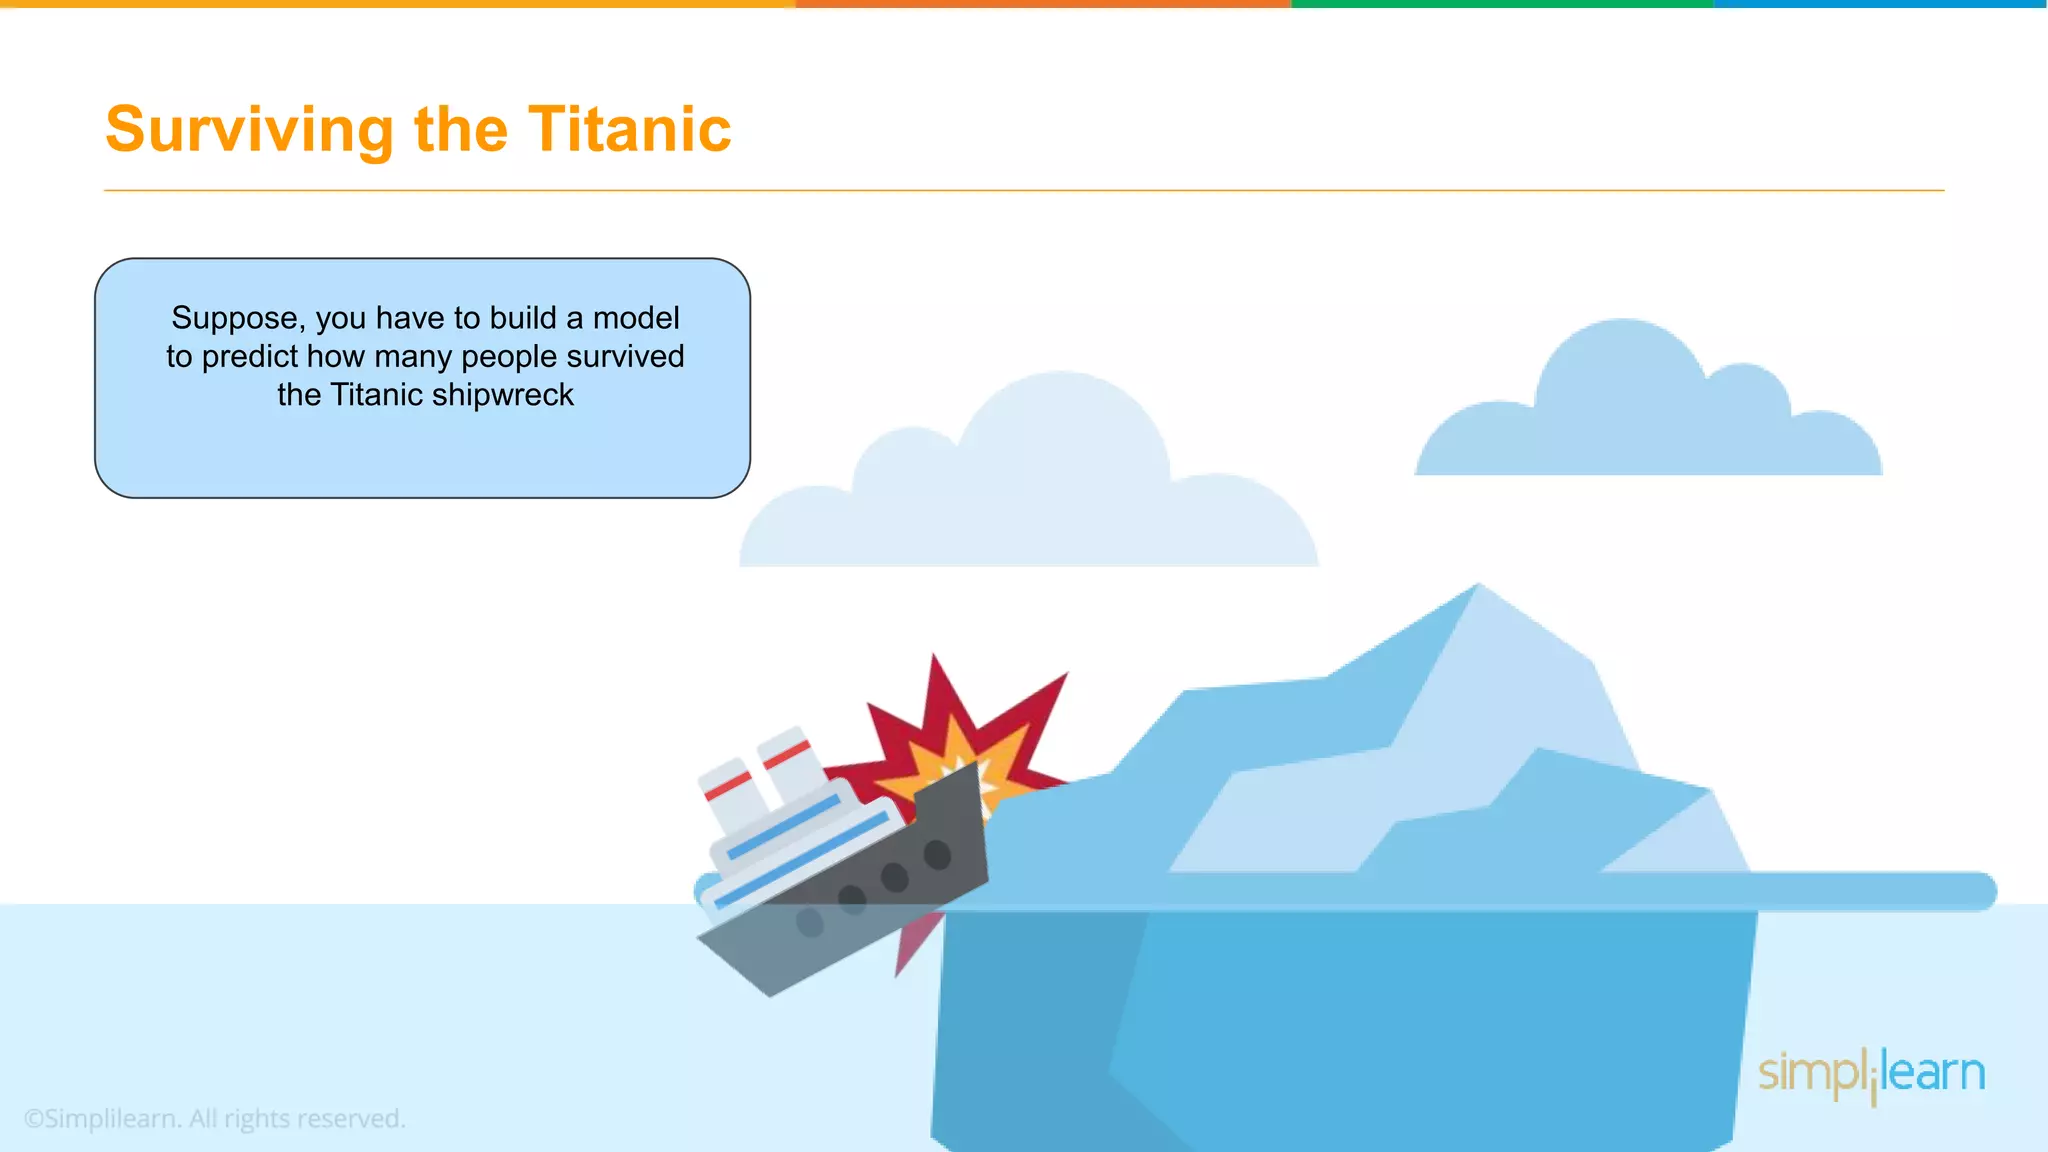 Surviving the Titanic
Suppose, you have to build a model
to predict how many people survived
the Titanic shipwreck
simplilearn
©Simplilearn. All rights reserved.